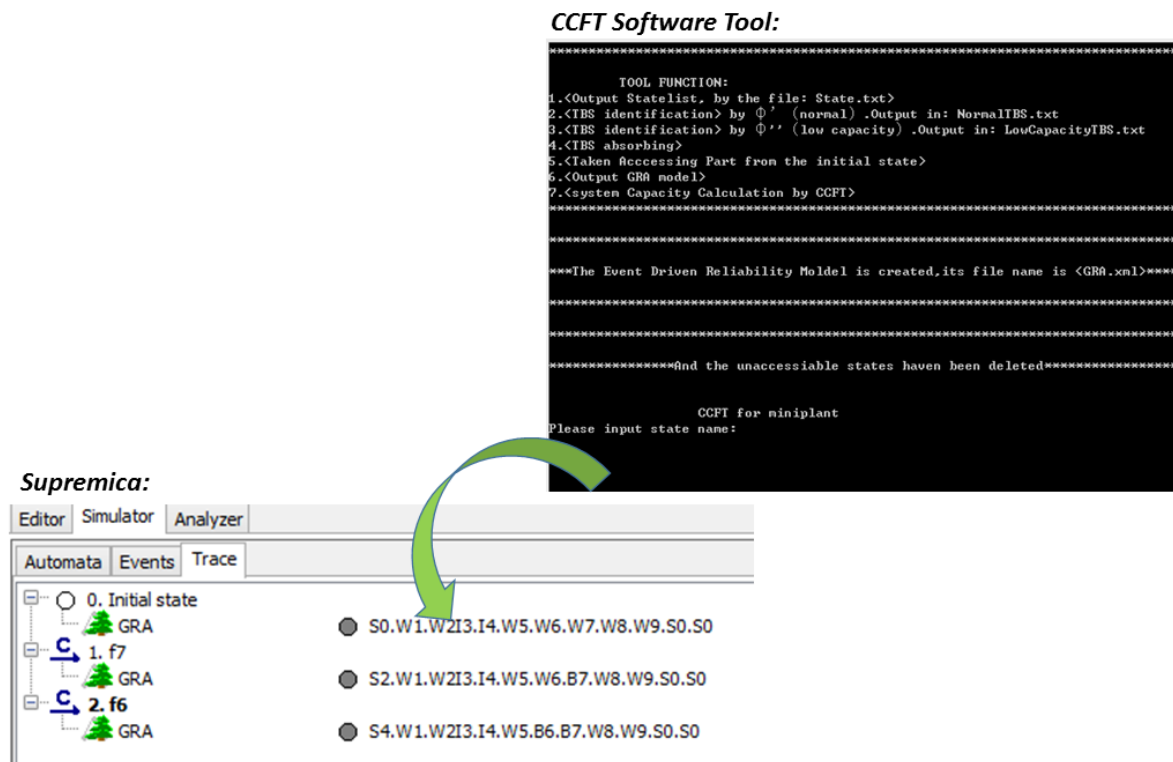 CCFT Software Tool:
********************************************************************************
TOOL FUNCTION:
1.<Output Statelist, by the file: State.txt>
2.<TBS identification> by Φ' (normal) .Output in: NormalTBS.txt
3.<TBS identification> by Φ'' (low capacity) .Output in: LowCapacityTBS.txt
4.<TBS absorbing>
5.<Taken Acccessing Part from the initial state>
6.<Output GRA model>
7.<system Capacity Calculation by CCFT>
********************************************************************************
********************************************************************************
***The Event Driven Reliability Moldel is created,its file name is <GRA.xml>****
********************************************************************************
********************************************************************************
****************And the unaccessiable states haven been deleted*****************
CCFT for miniplant
Please input state name:
Supremica:
Editor Simulator Analyzer
Automata Events Trace
0. Initial state
GRA S0.W1.W2I3.I4.W5.W6.W7.W8.W9.S0.S0
C 1. f7
GRA S2.W1.W2I3.I4.W5.W6.B7.W8.W9.S0.S0
C 2. f6
GRA S4.W1.W2I3.I4.W5.B6.B7.W8.W9.S0.S0